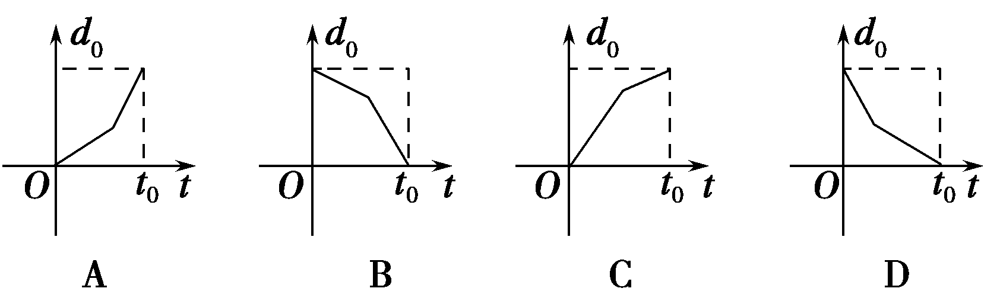 d₀ d₀ d₀ d₀
O t₀ t O t₀ t O t₀ t O t₀ t
A B C D